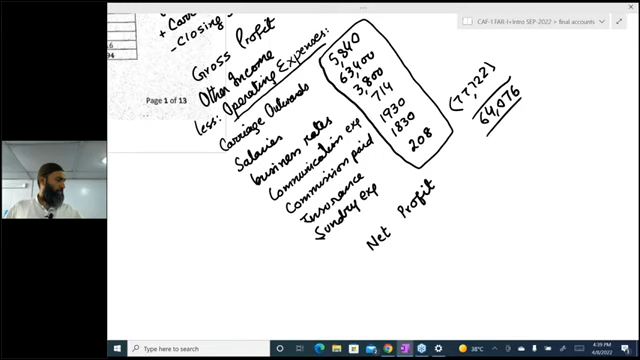 CAF-1 FAR-I+Intro SEP-2022 > final accounts
+ Carr
- Closing
Gross Profit
Other Income
Less: Operating Expenses:
Carriage Outwards 5,840
Salaries 63,400
business rates 3,800
Communication exp 714
Commission paid 1930
Insurance 1830
Sundry exp 208
(77,722)
64,076
Net Profit
.6
94
Page 1 of 13
Type here to search
38°C
4:39 PM
4/8/2022